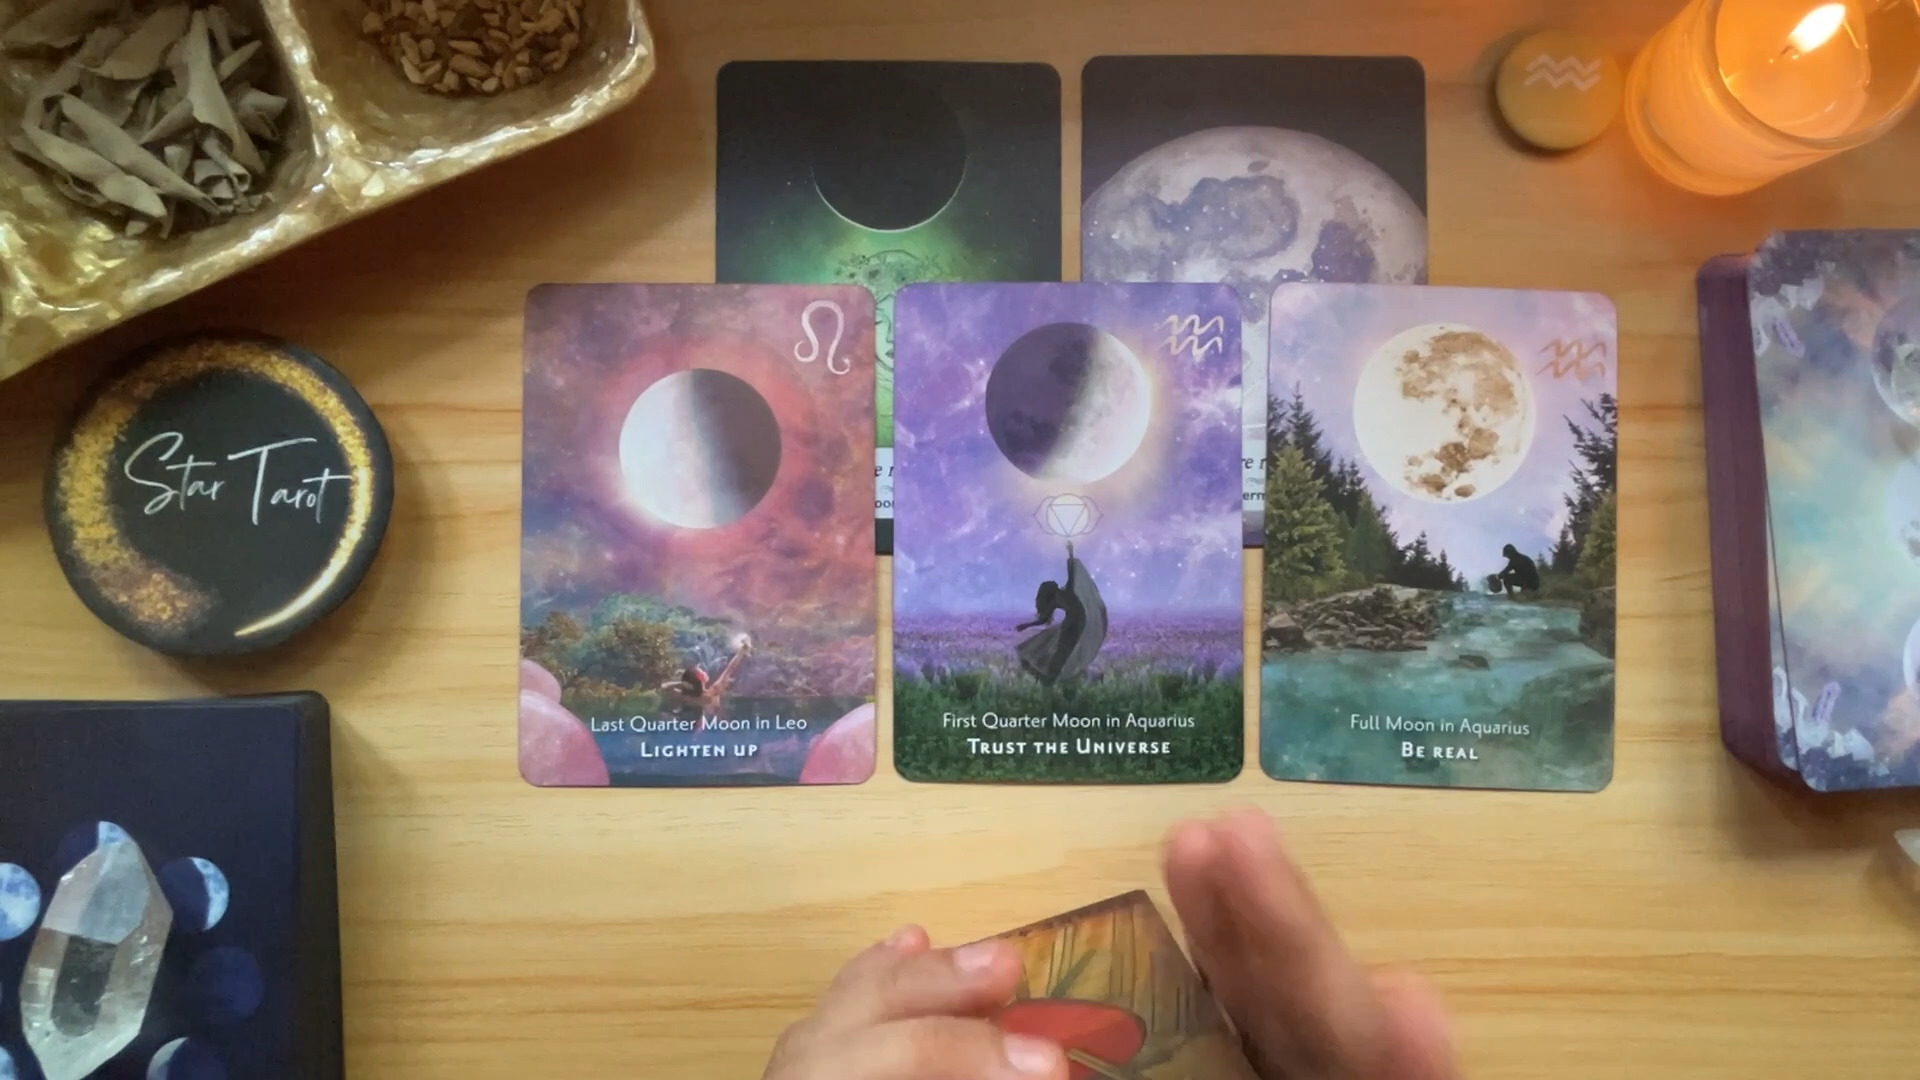 Star Tarot
Last Quarter Moon in Leo
Lighten up
First Quarter Moon in Aquarius
Trust the Universe
Full Moon in Aquarius
Be real